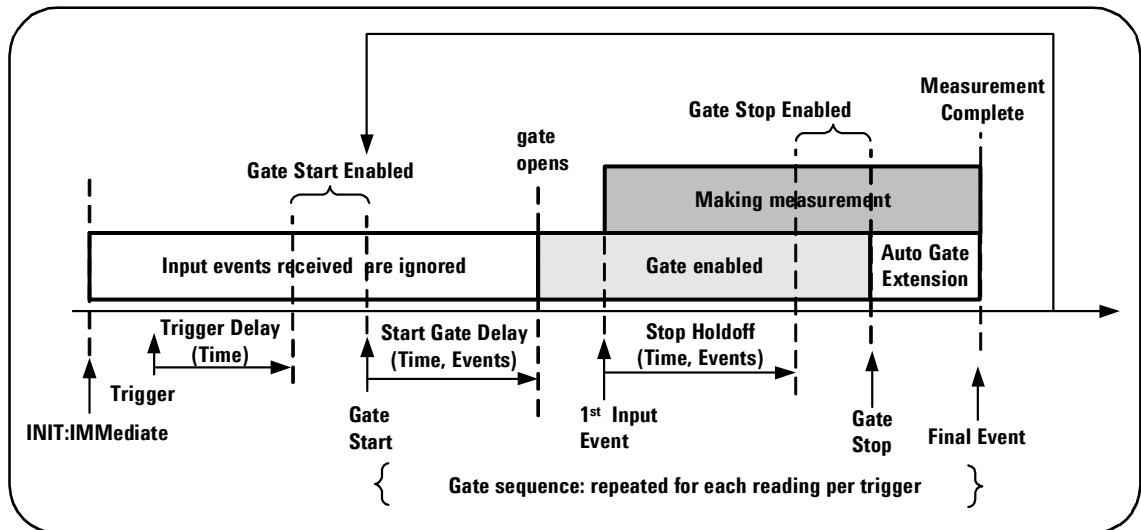 Measurement
Complete
Gate Stop Enabled
gate
opens
Gate Start Enabled
Making measurement
Input events received are ignored
Gate enabled
Auto Gate
Extension
Trigger Delay
(Time)
Start Gate Delay
(Time, Events)
Stop Holdoff
(Time, Events)
Trigger
INIT:IMMediate
Gate
Start
1st Input
Event
Gate
Stop
Final Event
Gate sequence: repeated for each reading per trigger